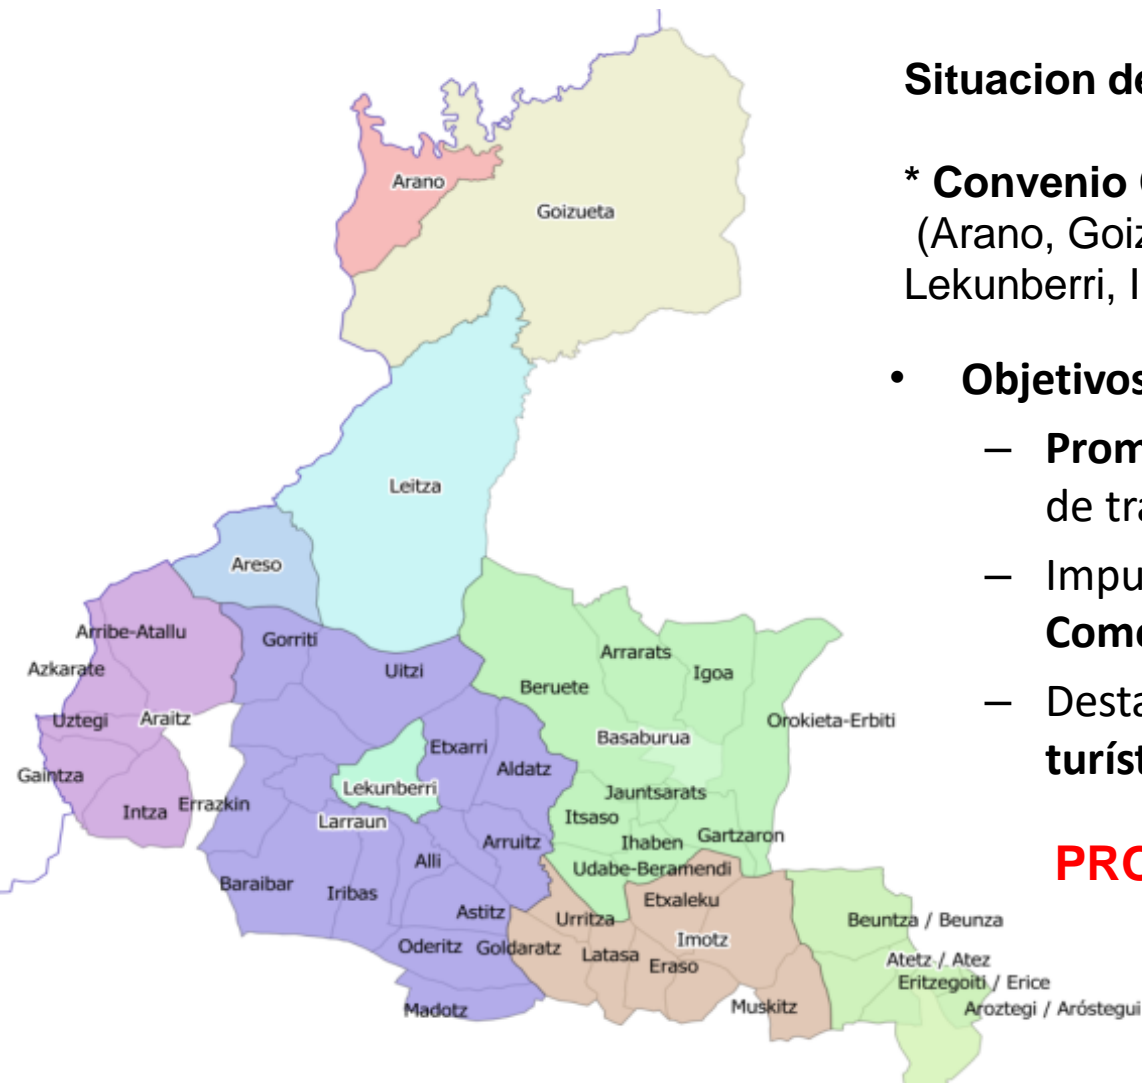 Situacion de
* Convenio
(Arano, Goiz
Lekunberri, I
• Objetivos
– Prom
de tra
– Impu
Come
– Desta
turíst
PRO
Arano
Goizueta
Leitza
Areso
Arribe-Atallu
Gorriti
Uitzi
Azkarate
Arrarats
Igoa
Beruete
Uztegi
Araitz
Orokieta-Erbiti
Basaburua
Etxarri
Aldatz
Gaintza
Lekunberri
Jauntsarats
Intza
Errazkin
Larraun
Itsaso
Arruitz
Ihaben
Gartzaron
Alli
Udabe-Beramendi
Baraibar
Iribas
Etxaleku
Astitz
Urritza
Beuntza / Beunza
Oderitz
Goldaratz
Imotz
Latasa
Eraso
Atetz / Atez
Eritzegoiti / Erice
Madotz
Muskitz
Aroztegi / Aróstegui